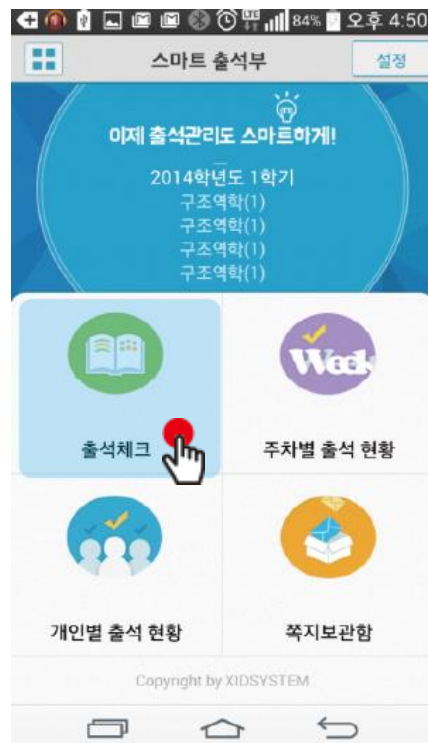 84% 오후 4:50
스마트 출석부
설정
이제 출석관리도 스마트하게!
2014학년도 1학기
구조역학(1)
구조역학(1)
구조역학(1)
구조역학(1)
Week
출석체크
주차별 출석 현황
개인별 출석 현황
쪽지보관함
Copyright by XIDSYSTEM